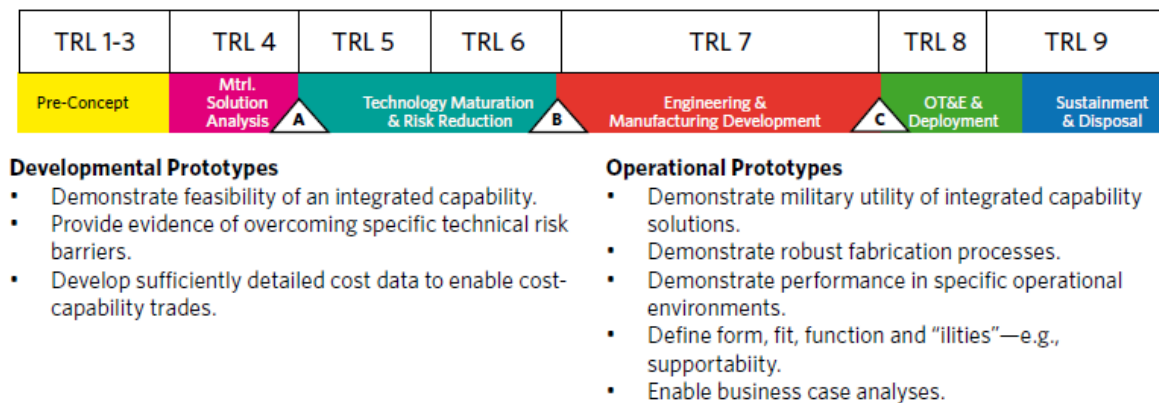 TRL 1-3 TRL 4 TRL 5 TRL 6 TRL 7 TRL 8 TRL 9
Pre-Concept
Mtrl.
Solution
Analysis
A
Technology Maturation
& Risk Reduction
B
Engineering &
Manufacturing Development
C
OT&E &
Deployment
Sustainment
& Disposal
Developmental Prototypes
• Demonstrate feasibility of an integrated capability.
• Provide evidence of overcoming specific technical risk
barriers.
• Develop sufficiently detailed cost data to enable cost-
capability trades.
Operational Prototypes
• Demonstrate military utility of integrated capability
solutions.
• Demonstrate robust fabrication processes.
• Demonstrate performance in specific operational
environments.
• Define form, fit, function and “ilities”—e.g.,
supportabiity.
• Enable business case analyses.